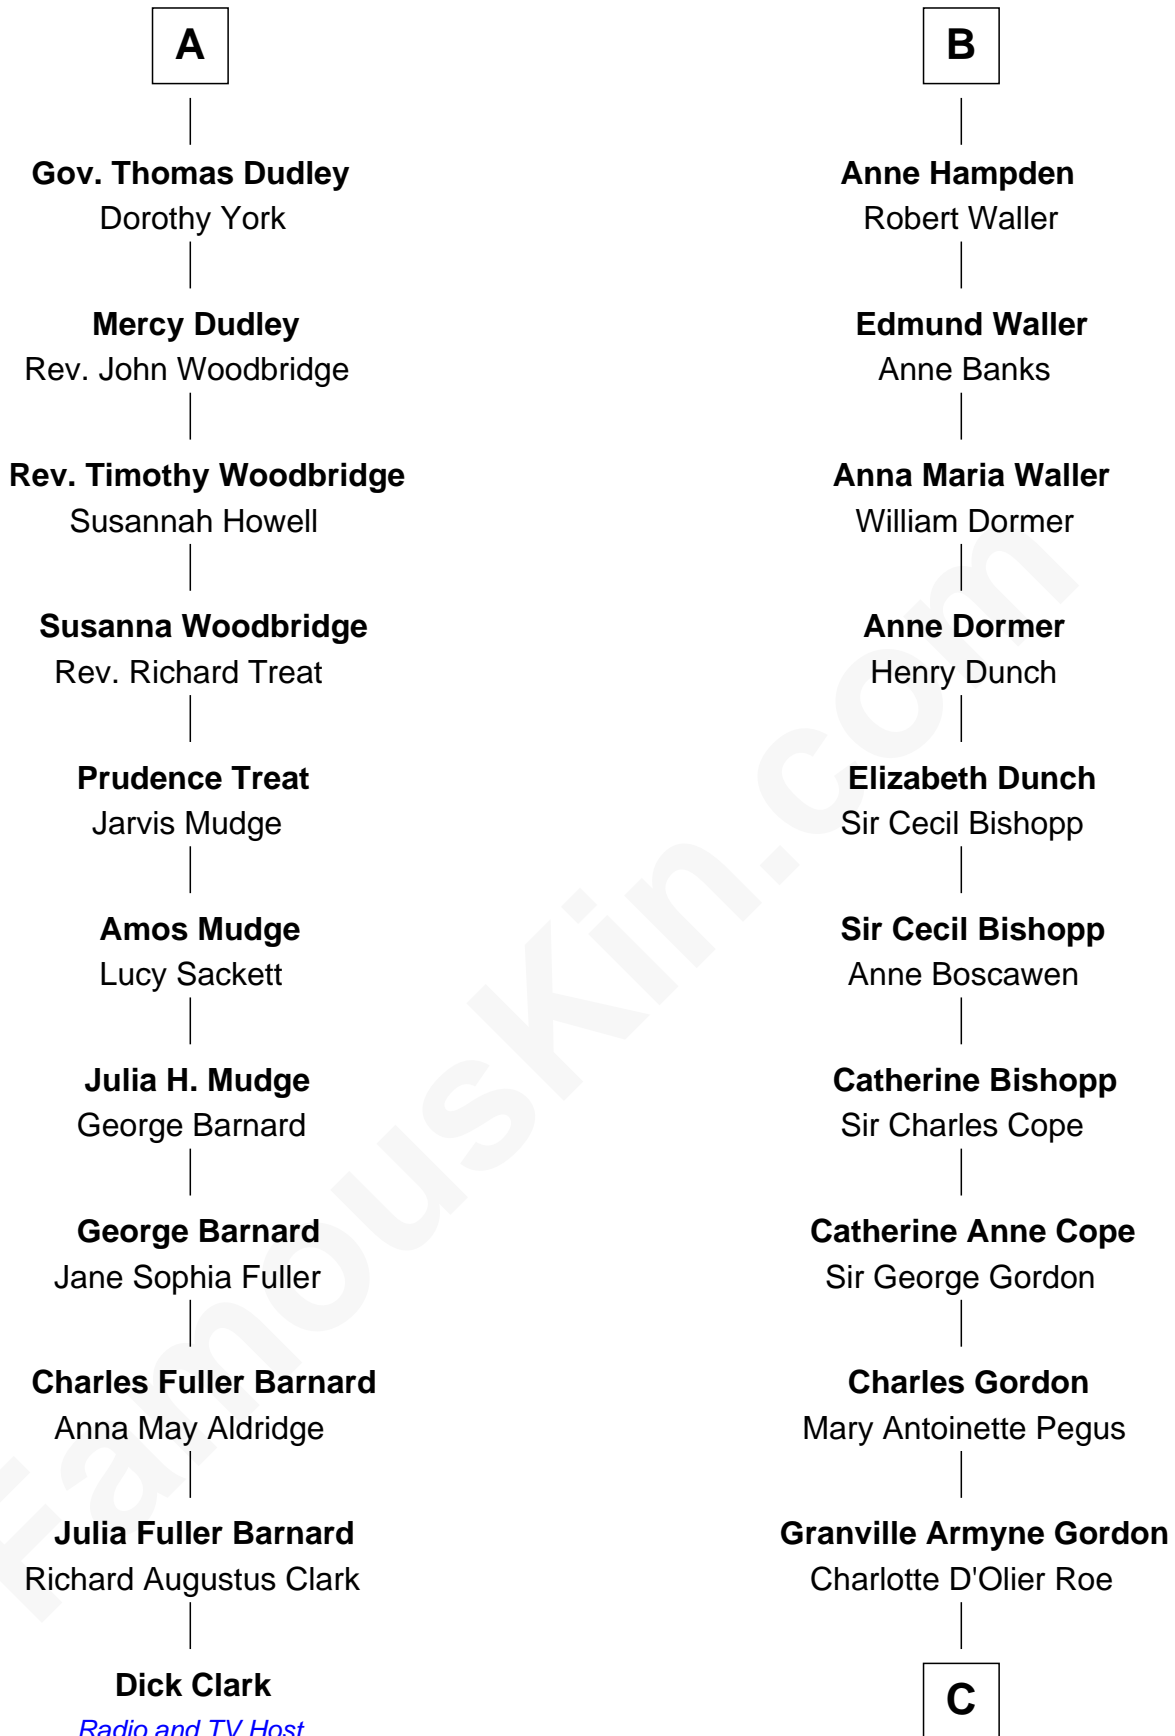 A
Gov. Thomas Dudley
Dorothy York
Mercy Dudley
Rev. John Woodbridge
Rev. Timothy Woodbridge
Susannah Howell
Susanna Woodbridge
Rev. Richard Treat
Prudence Treat
Jarvis Mudge
Amos Mudge
Lucy Sackett
Julia H. Mudge
George Barnard
George Barnard
Jane Sophia Fuller
Charles Fuller Barnard
Anna May Aldridge
Julia Fuller Barnard
Richard Augustus Clark
Dick Clark
Radio and TV Host
B
Anne Hampden
Robert Waller
Edmund Waller
Anne Banks
Anna Maria Waller
William Dormer
Anne Dormer
Henry Dunch
Elizabeth Dunch
Sir Cecil Bishopp
Sir Cecil Bishopp
Anne Boscawen
Catherine Bishopp
Sir Charles Cope
Catherine Anne Cope
Sir George Gordon
Charles Gordon
Mary Antoinette Pegus
Granville Armyne Gordon
Charlotte D'Olier Roe
C
FamousKin.com